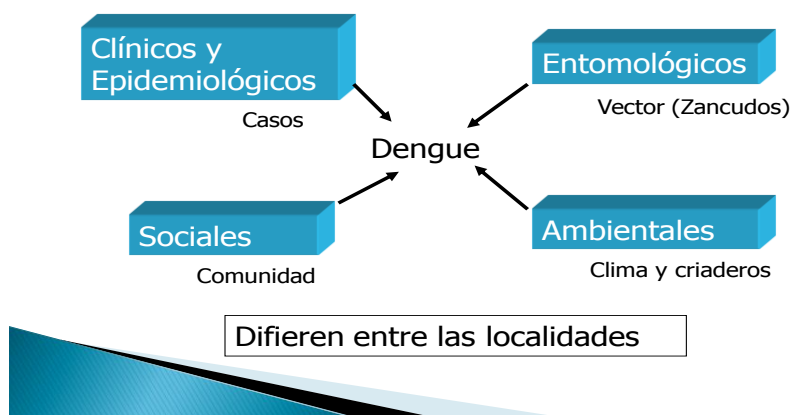 Clínicos y
Epidemiológicos
Casos
Entomológicos
Vector (Zancudos)
Dengue
Sociales
Comunidad
Ambientales
Clima y criaderos
Difieren entre las localidades